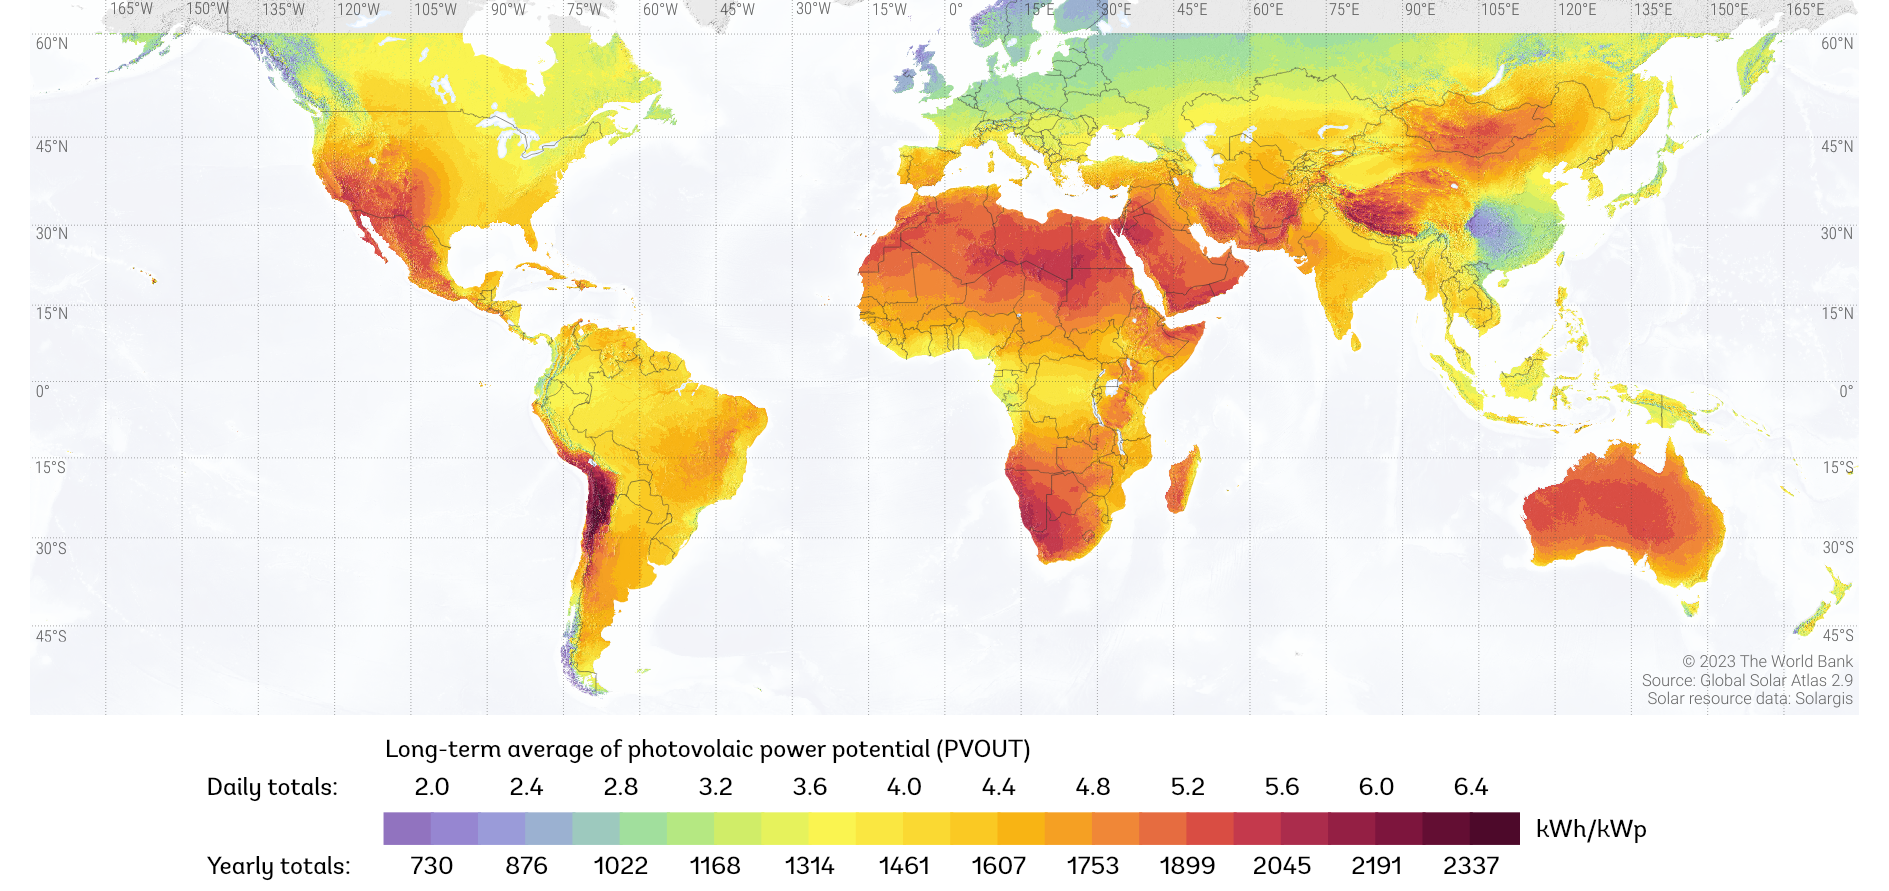 165°W 150°W 135°W 120°W 105°W 90°W 75°W 60°W 45°W 30°W 15°W 0° 15°E 30°E 45°E 60°E 75°E 90°E 105°E 120°E 135°E 150°E 165°E
60°N 60°N
45°N 45°N
30°N 30°N
15°N 15°N
0° 0°
15°S 15°S
30°S 30°S
45°S 45°S
© 2023 The World Bank
Source: Global Solar Atlas 2.9
Solar resource data: Solargis
Long-term average of photovolaic power potential (PVOUT)
Daily totals: 2.0 2.4 2.8 3.2 3.6 4.0 4.4 4.8 5.2 5.6 6.0 6.4
kWh/kWp
Yearly totals: 730 876 1022 1168 1314 1461 1607 1753 1899 2045 2191 2337